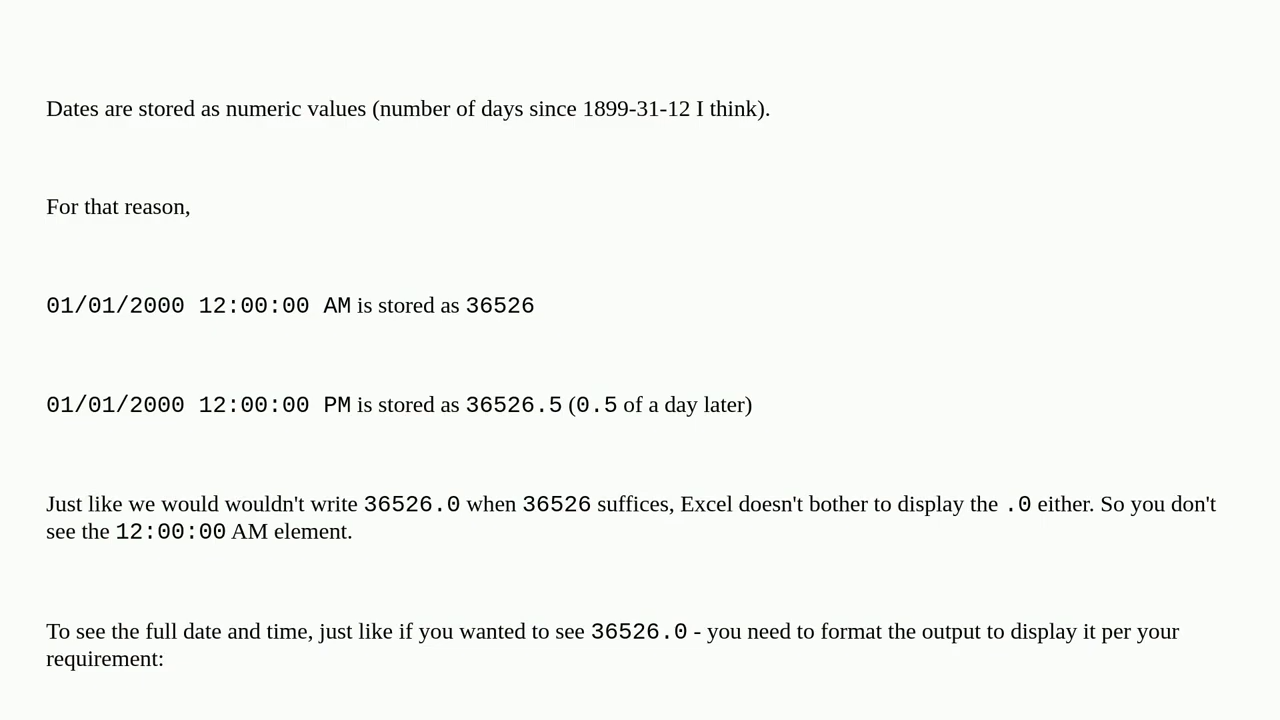 Dates are stored as numeric values (number of days since 1899-31-12 I think).
For that reason,
01/01/2000 12:00:00 AM is stored as 36526
01/01/2000 12:00:00 PM is stored as 36526.5 (0.5 of a day later)
Just like we would wouldn't write 36526.0 when 36526 suffices, Excel doesn't bother to display the .0 either. So you don't
see the 12:00:00 AM element.
To see the full date and time, just like if you wanted to see 36526.0 - you need to format the output to display it per your
requirement: